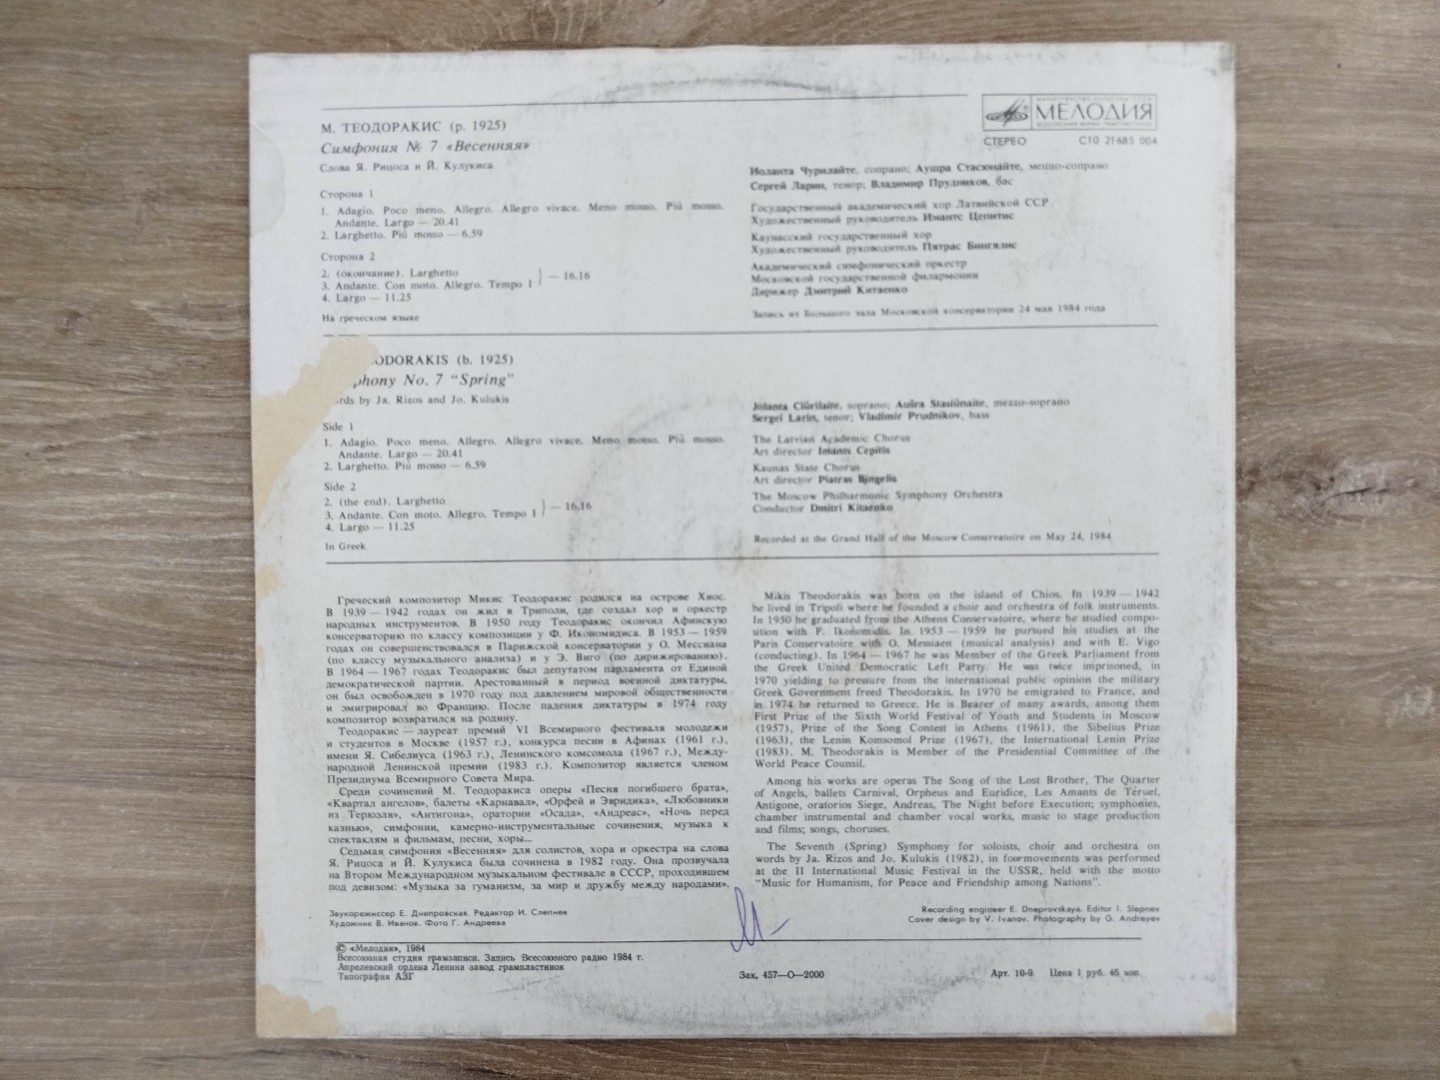 М. ТЕОДОРАКИС (р. 1925)
Симфония № 7 «Весенняя»
Слова Я. Рицоса и Й. Кулукиса
Сторона 1
1. Adagio. Poco meno. Allegro. Allegro vivace. Meno mosso. Più mosso.
Andante. Largo — 20.41
2. Larghetto. Più mosso — 6.59
Сторона 2
2. (окончание). Larghetto
3. Andante. Con moto. Allegro. Tempo I } — 16.16
4. Largo — 11.25
На греческом языке
МЕЛОДИЯ
СТЕРЕО С10 21685 004
Иоланта Чурилайте, сопрано; Аушра Стасюнайте, меццо-сопрано
Сергей Ларин, тенор; Владимир Прудников, бас
Государственный академический хор Латвийской ССР
Художественный руководитель Имантс Цепитис
Каунасский государственный хор
Художественный руководитель Пятрас Бингялис
Академический симфонический оркестр
Московской государственной филармонии
Дирижер Дмитрий Китаенко
Запись из Большого зала Московской консерватории 24 мая 1984 года
ODORAKIS (b. 1925)
phony No. 7 "Spring"
rds by Ja. Rizos and Jo. Kulukis
Side 1
1. Adagio. Poco meno. Allegro. Allegro vivace. Meno mosso. Più mosso.
Andante. Largo — 20.41
2. Larghetto. Più mosso — 6.59
Side 2
2. (the end). Larghetto
3. Andante. Con moto. Allegro. Tempo I } — 16.16
4. Largo — 11.25
In Greek
Jolanta Čiūrilaite, soprano; Aušra Stasiūnaite, mezzo-soprano
Sergei Larin, tenor; Vladimir Prudnikov, bass
The Latvian Academic Chorus
Art director Imants Cepitis
Kaunas State Chorus
Art director Piatras Bingelis
The Moscow Philharmonic Symphony Orchestra
Conductor Dmitri Kitaenko
Recorded at the Grand Hall of the Moscow Conservatoire on May 24, 1984
Греческий композитор Микис Теодоракис родился на острове Хиос.
В 1939 — 1942 годах он жил в Триполи, где создал хор и оркестр
народных инструментов. В 1950 году Теодоракис окончил Афинскую
консерваторию по классу композиции у Ф. Икономидиса. В 1953 — 1959
годах он совершенствовался в Парижской консерватории у О. Мессиана
(по классу музыкального анализа) и у Э. Виго (по дирижированию).
В 1964 — 1967 годах Теодоракис был депутатом парламента от Единой
демократической партии. Арестованный в период военной диктатуры,
он был освобожден в 1970 году под давлением мировой общественности
и эмигрировал во Францию. После падения диктатуры в 1974 году
композитор возвратился на родину.
Теодоракис — лауреат премий VI Всемирного фестиваля молодежи
и студентов в Москве (1957 г.), конкурса песни в Афинах (1961 г.),
имени Я. Сибелиуса (1963 г.), Ленинского комсомола (1967 г.), Между-
народной Ленинской премии (1983 г.). Композитор является членом
Президиума Всемирного Совета Мира.
Среди сочинений М. Теодоракиса оперы «Песня погибшего брата»,
«Квартал ангелов», балеты «Карнавал», «Орфей и Эвридика», «Любовники
из Терюэля», «Антигона», оратории «Осада», «Андреас», «Ночь перед
казнью», симфонии, камерно-инструментальные сочинения, музыка к
спектаклям и фильмам, песни, хоры...
Седьмая симфония «Весенняя» для солистов, хора и оркестра на слова
Я. Рицоса и Й. Кулукиса была сочинена в 1982 году. Она прозвучала
на Втором Международном музыкальном фестивале в СССР, проходившем
под девизом: «Музыка за гуманизм, за мир и дружбу между народами».
Mikis Theodorakis was born on the island of Chios. In 1939 — 1942
he lived in Tripoli where he founded a choir and orchestra of folk instruments.
In 1950 he graduated from the Athens Conservatoire, where he studied compo-
sition with F. Ikonomidis. In 1953 — 1959 he pursued his studies at the
Paris Conservatoire with O. Messiaen (musical analysis) and with E. Vigo
(conducting). In 1964 — 1967 he was Member of the Greek Parliament from
the Greek United Democratic Left Party. He was twice imprisoned, in
1970 yielding to pressure from the international public opinion the military
Greek Government freed Theodorakis. In 1970 he emigrated to France, and
in 1974 he returned to Greece. He is Bearer of many awards, among them
First Prize of the Sixth World Festival of Youth and Students in Moscow
(1957), Prize of the Song Contest in Athens (1961), the Sibelius Prize
(1963), the Lenin Komsomol Prize (1967), the International Lenin Prize
(1983). M. Theodorakis is Member of the Presidential Committee of the
World Peace Counsil.
Among his works are operas The Song of the Lost Brother, The Quarter
of Angels, ballets Carnival, Orpheus and Euridice, Les Amants de Téruel,
Antigone, oratorios Siege, Andreas, The Night before Execution; symphonies,
chamber instrumental and chamber vocal works, music to stage production
and films; songs, choruses.
The Seventh (Spring) Symphony for soloists, choir and orchestra on
words by Ja. Rizos and Jo. Kulukis (1982), in four movements was performed
at the II International Music Festival in the USSR, held with the motto
"Music for Humanism, for Peace and Friendship among Nations".
Звукорежиссер Е. Днепровская. Редактор И. Слепнев
Художник В. Иванов. Фото Г. Андреева
Recording engineer E. Dneprovskaya. Editor I. Slepnev
Cover design by V. Ivanov. Photography by G. Andreyev
© «Мелодия», 1984
Всесоюзная студия грамзаписи. Запись Всесоюзного радио 1984 г.
Апрелевский ордена Ленина завод грампластинок
Типография АЗГ
Зак. 457—О—2000
Арт. 10-9. Цена 1 руб. 45 коп.